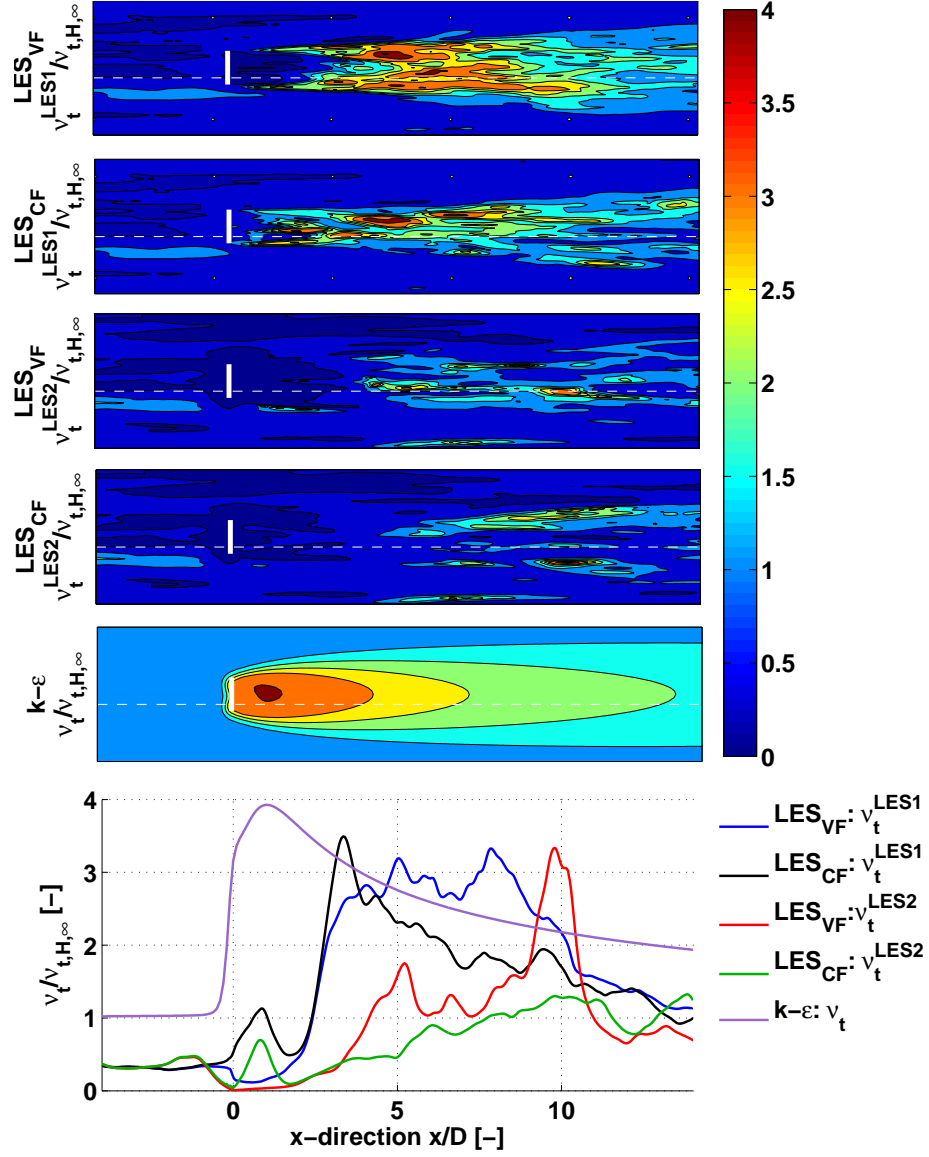 LES_VF
ν_t^LES1/ν_t,H,∞
LES_CF
ν_t^LES1/ν_t,H,∞
LES_VF
ν_t^LES2/ν_t,H,∞
LES_CF
ν_t^LES2/ν_t,H,∞
k−ε
ν_t/ν_t,H,∞
4
3.5
3
2.5
2
1.5
1
0.5
0
ν_t/ν_t,H,∞ [−]
4
3
2
1
0
0
5
10
x−direction x/D [−]
LES_VF: ν_t^LES1
LES_CF: ν_t^LES1
LES_VF:ν_t^LES2
LES_CF: ν_t^LES2
k−ε: ν_t